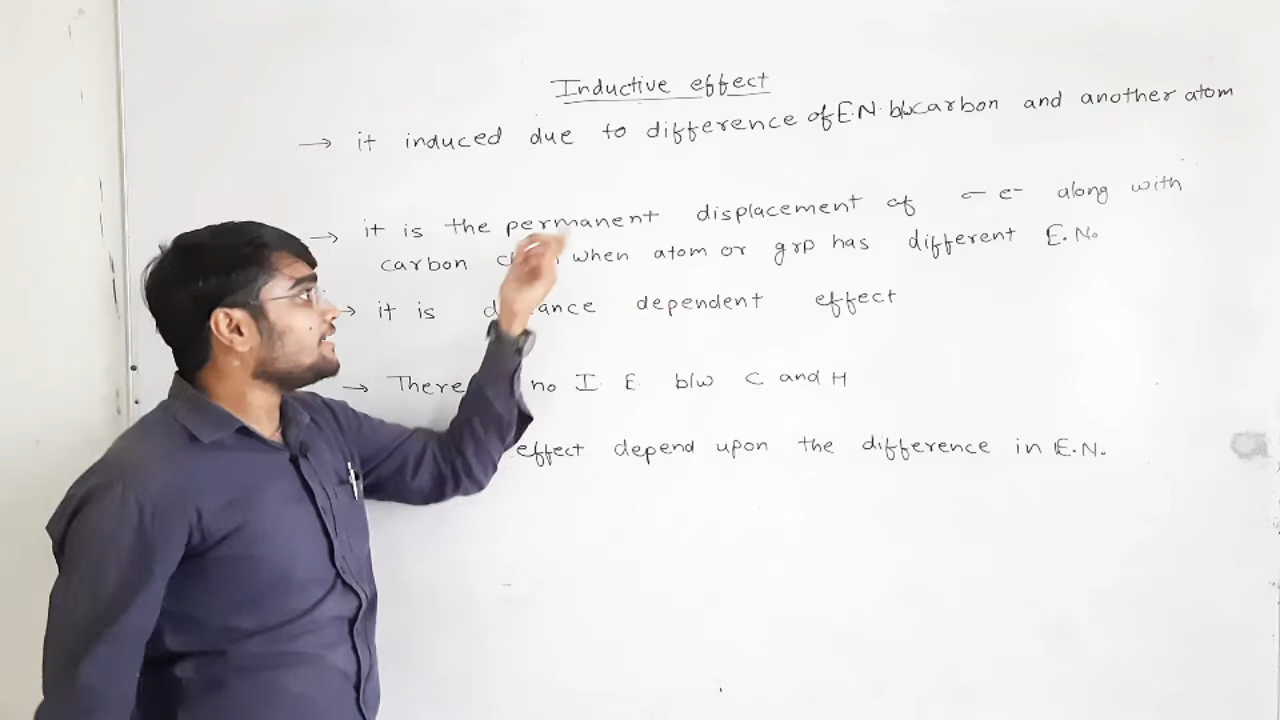 Inductive effect
→ it induced due to difference of E.N. b/w carbon and another atom
→ it is the permanent displacement of σ e- along with
carbon when atom or grp has different E.N.
→ it is dependent effect
→ There no I. E. b/w C and H
effect depend upon the difference in E.N.